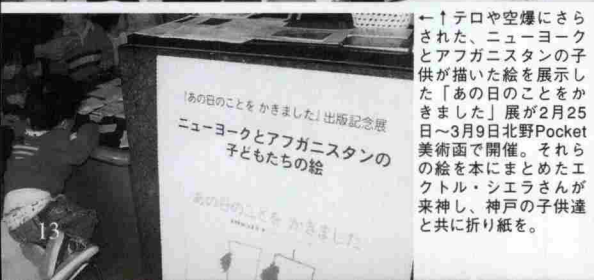 ←↑テロや空爆にさら
された、ニューヨーク
とアフガニスタンの子
供が描いた絵を展示し
た「あの日のことをか
きました」展が2月25
日~3月9日北野Pocket
美術函で開催。それら
の絵を本にまとめたエ
クトル・シエラさんが
来神し、神戸の子供達
と共に折り紙を。
「あの日のことを かきました」出版記念展
ニューヨークとアフガニスタンの
子どもたちの絵
あの日のことを かきました
13